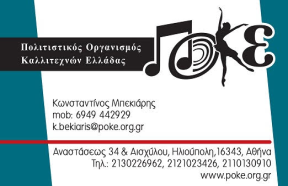 Πολιτιστικός Οργανισμός
Καλλιτεχνών Ελλάδας
ΠΟΚΕ
Κωνσταντίνος Μπεκιάρης
mob: 6949 442929
k.bekiaris@poke.org.gr
Αναστάσεως 34 & Αισχύλου, Ηλιούπολη,16343, Αθήνα
Τηλ.: 2130226962, 2121023426, 2110130910
www.poke.org.gr